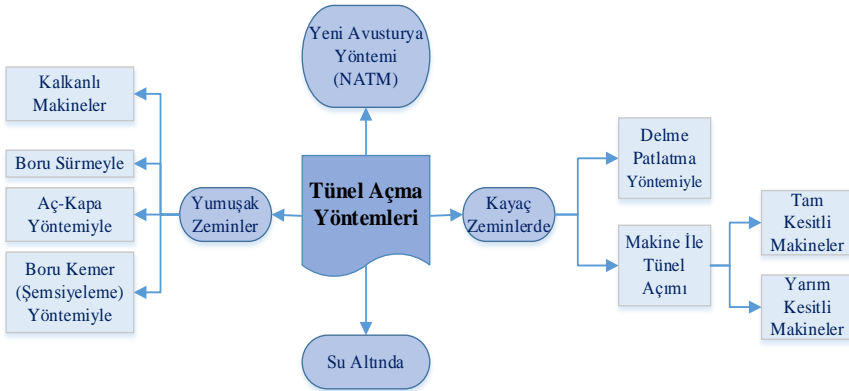 Yeni Avusturya
Yöntemi
(NATM)
Kalkanlı
Makineler
Boru Sürmeyle
Aç-Kapa
Yöntemiyle
Boru Kemer
(Şemsiyeleme)
Yöntemiyle
Yumuşak
Zeminler
Tünel Açma
Yöntemleri
Kayaç
Zeminlerde
Delme
Patlatma
Yöntemiyle
Makine İle
Tünel
Açımı
Tam
Kesitli
Makineler
Yarım
Kesitli
Makineler
Su Altında